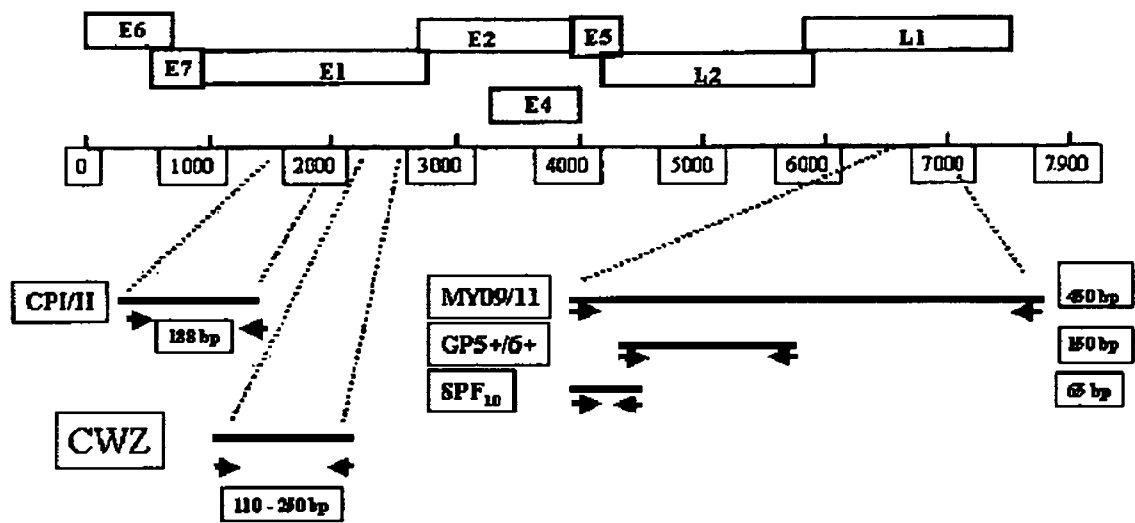 E6
E2
E5
L1
E7
E1
L2
E4
0
1000
2000
3000
4000
5000
6000
7000
7.900
CPI/II
188 bp
MY09/11
450 bp
GP5+/6+
150 bp
SPF10
65 bp
CWZ
110 - 250 bp